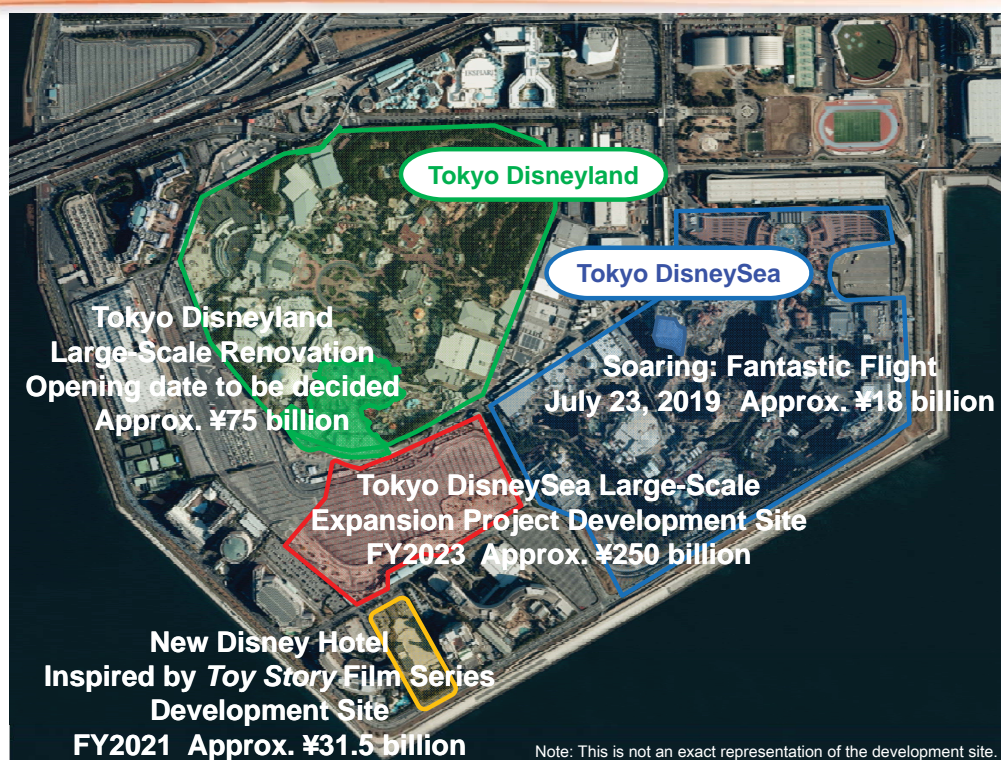 IKSPIARI
Tokyo Disneyland
Tokyo DisneySea
Tokyo Disneyland
Large-Scale Renovation
Opening date to be decided
Approx. ¥75 billion
Soaring: Fantastic Flight
July 23, 2019 Approx. ¥18 billion
Tokyo DisneySea Large-Scale
Expansion Project Development Site
FY2023 Approx. ¥250 billion
New Disney Hotel
Inspired by Toy Story Film Series
Development Site
FY2021 Approx. ¥31.5 billion
Note: This is not an exact representation of the development site.